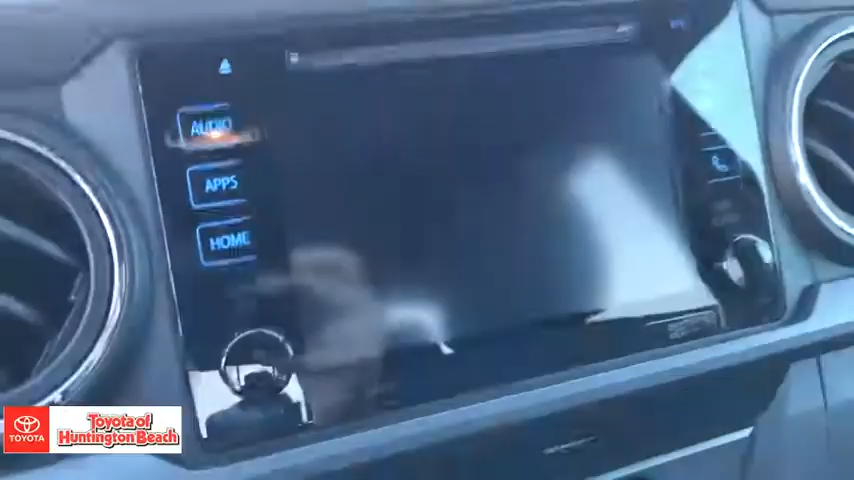 AUDIO
APPS
HOME
TOYOTA
Toyota of
Huntington Beach